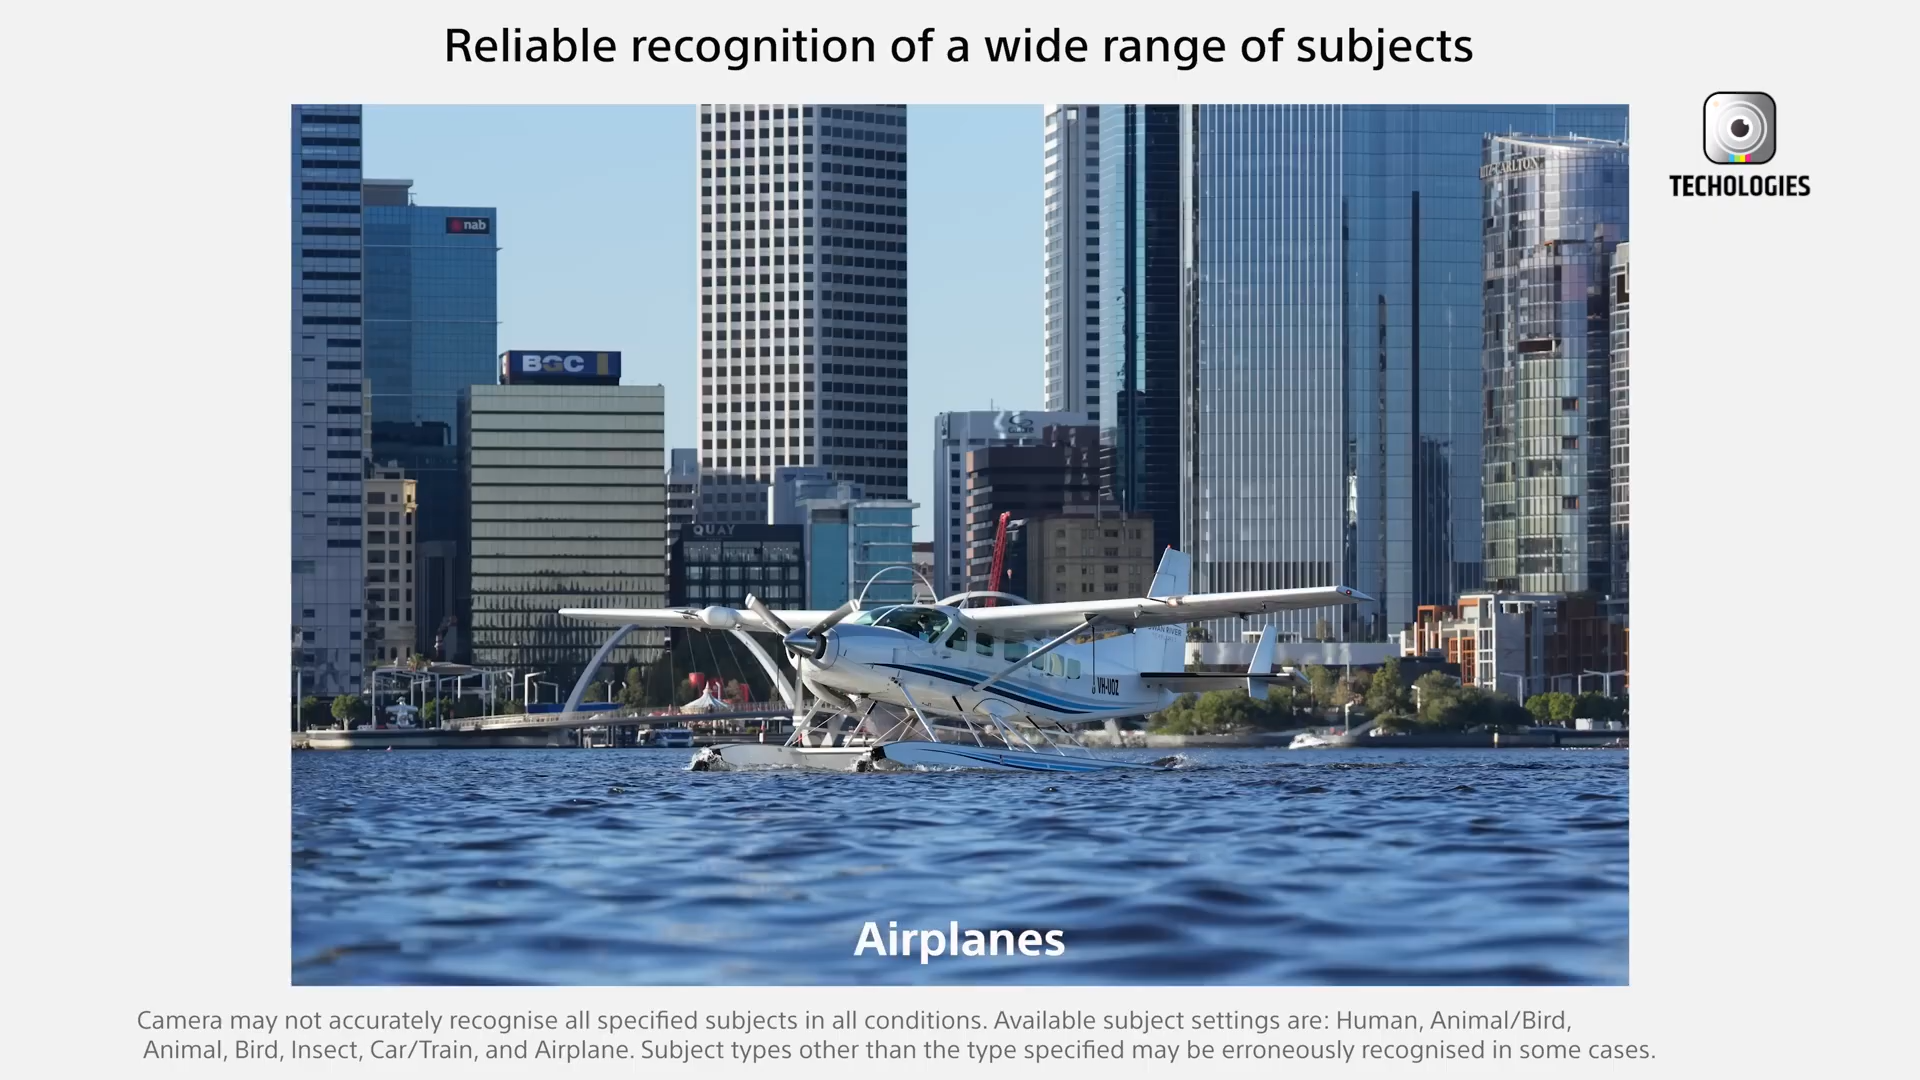 Reliable recognition of a wide range of subjects
TECHOLOGIES
nab
BGC
QUAY
VH-UOZ
Airplanes
Camera may not accurately recognise all specified subjects in all conditions. Available subject settings are: Human, Animal/Bird,
Animal, Bird, Insect, Car/Train, and Airplane. Subject types other than the type specified may be erroneously recognised in some cases.